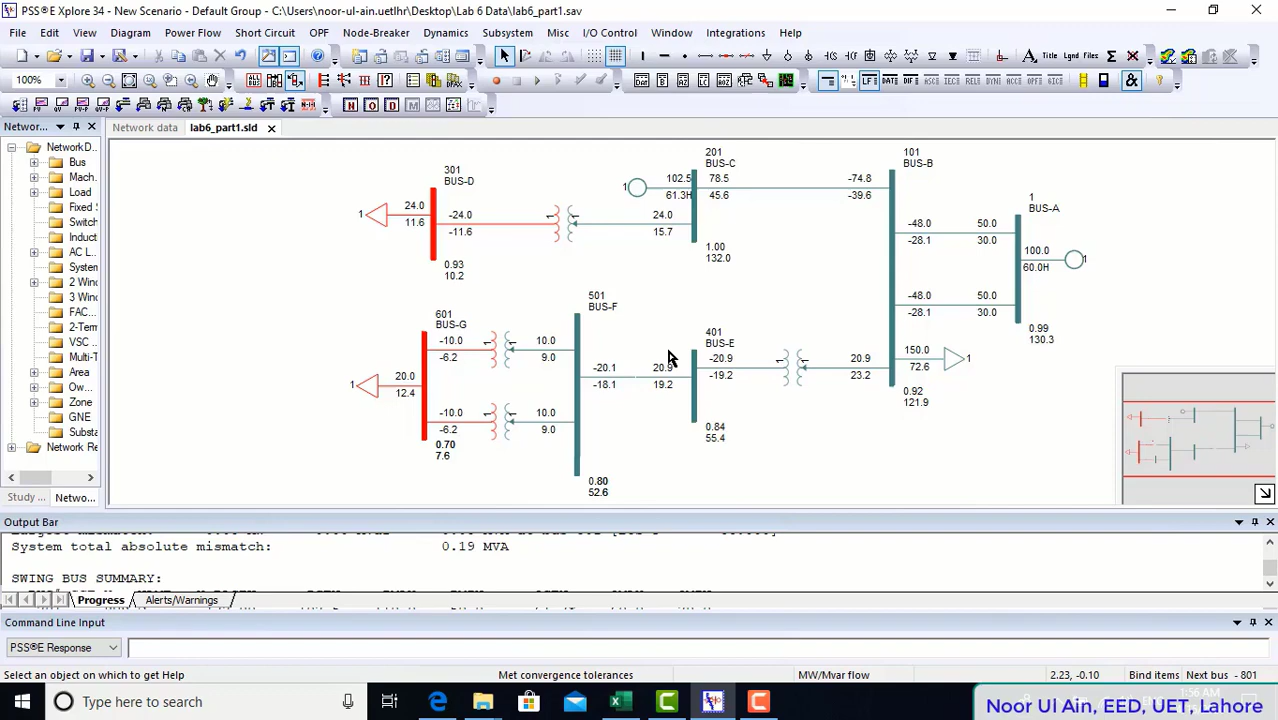 PSS®E Xplore 34 - New Scenario - Default Group - C:\Users\noor-ul-ain.uetlhr\Desktop\Lab 6 Data\lab6_part1.sav
File Edit View Diagram Power Flow Short Circuit OPF Node-Breaker Dynamics Subsystem Misc I/O Control Window Integrations Help
100%
Networ...
Network data lab6_part1.sld
NetworkD
Bus
Mach
Load
Fixed S
Switch
Induct
AC L
System
2 Wind
3 Wind
FAC
2-Tem
VSC
Multi-T
Area
Ow
Zone
GNE
Substa
Network Re
Study ... Netwo...
301
BUS-D
1
24.0
11.6
-24.0
-11.6
1 1
24.0
15.7
0.93
10.2
201
BUS-C
1
102.5
61.3H
78.5
45.6
-74.8
-39.6
1.00
132.0
101
BUS-B
-48.0
-28.1
50.0
30.0
-48.0
-28.1
50.0
30.0
150.0
72.6
1
0.92
121.9
1
BUS-A
100.0
60.0H
1
0.99
130.3
601
BUS-G
1
20.0
12.4
-10.0
-6.2
1 1
10.0
9.0
-10.0
-6.2
1 1
10.0
9.0
0.70
7.6
501
BUS-F
-20.1
-18.1
20.9
19.2
0.80
52.6
401
BUS-E
-20.9
-19.2
1 1
20.9
23.2
0.84
55.4
Output Bar
System total absolute mismatch: 0.19 MVA
SWING BUS SUMMARY:
Progress Alerts/Warnings
Command Line Input
PSS®E Response
Select an object on which to get Help Met convergence tolerances MW/Mvar flow 2.23, -0.10 Bind items Next bus - 801
Type here to search
1:56 AM
Noor Ul Ain, EED, UET, Lahore